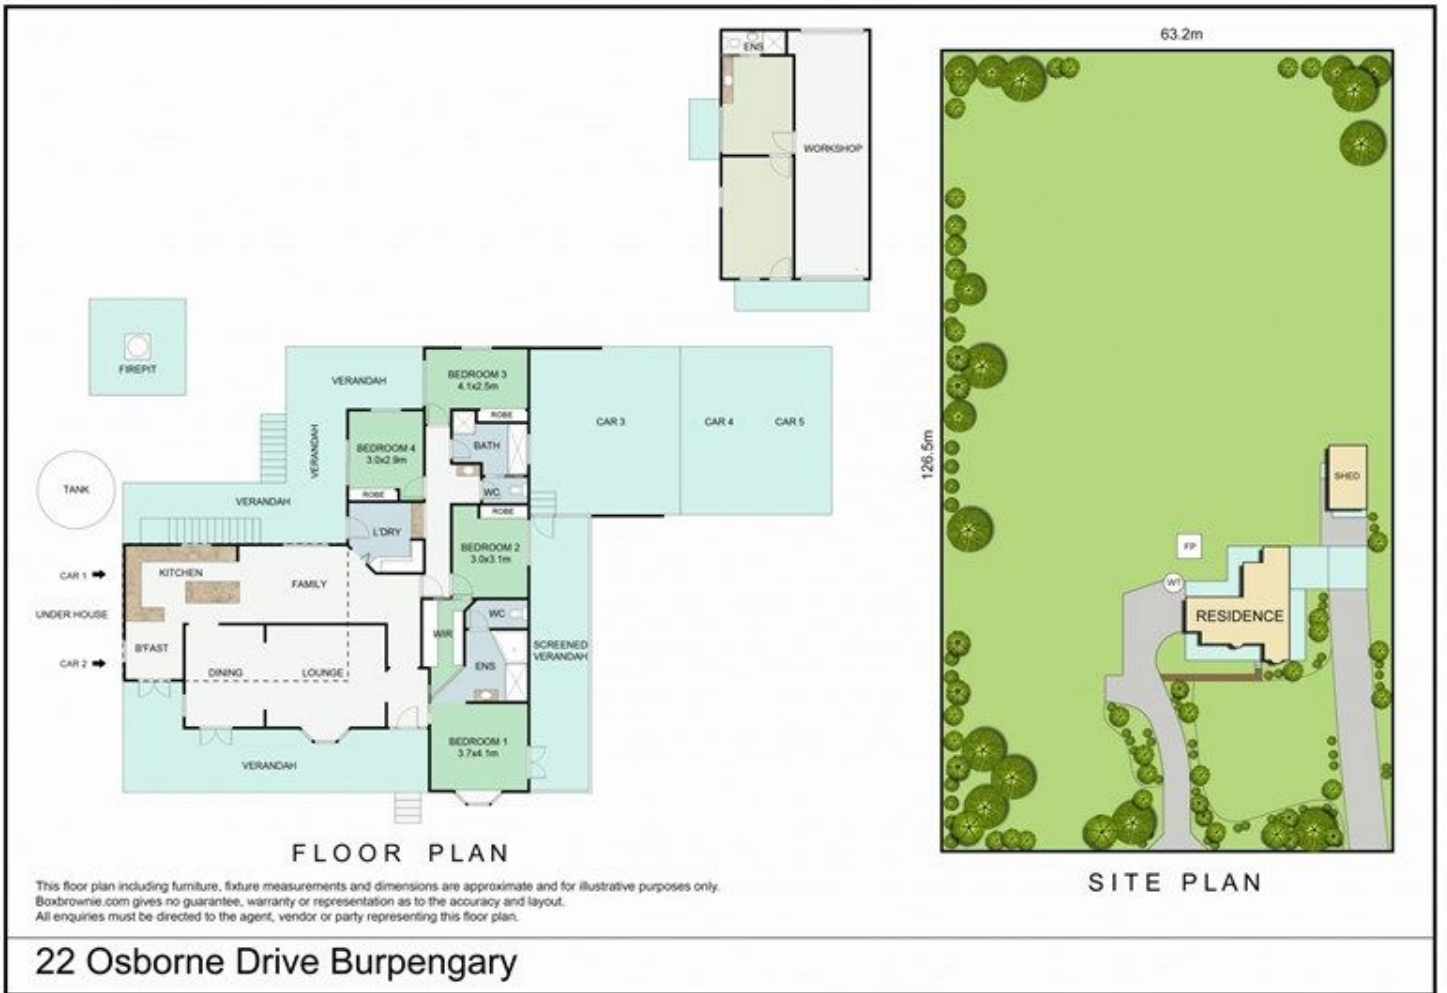 ENS
WORKSHOP
FIREPIT
VERANDAH
BEDROOM 3
4.1x2.5m
ROBE
CAR 3
CAR 4
CAR 5
VERANDAH
BEDROOM 4
3.0x2.9m
BATH
TANK
ROBE
WC
VERANDAH
ROBE
L'DRY
BEDROOM 2
3.0x3.1m
CAR 1
KITCHEN
FAMILY
UNDER HOUSE
WC
WIR
B'FAST
SCREENED
VERANDAH
CAR 2
DINING
LOUNGE
ENS
BEDROOM 1
3.7x4.1m
VERANDAH
FLOOR PLAN
63.2m
126.5m
SHED
FP
WT
RESIDENCE
SITE PLAN
This floor plan including furniture, fixture measurements and dimensions are approximate and for illustrative purposes only.
Boxbrownie.com gives no guarantee, warranty or representation as to the accuracy and layout.
All enquiries must be directed to the agent, vendor or party representing this floor plan.
22 Osborne Drive Burpengary